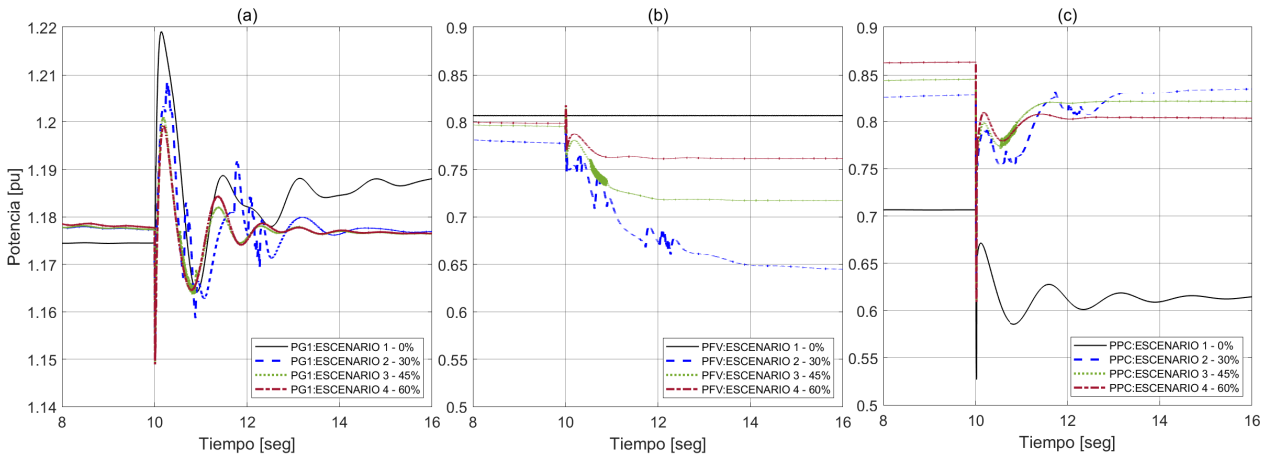 (a)
Potencia [pu]
1.22
1.21
1.2
1.19
1.18
1.17
1.16
1.15
1.14
8 10 12 14 16
Tiempo [seg]
PG1:ESCENARIO 1 - 0%
PG1:ESCENARIO 2 - 30%
PG1:ESCENARIO 3 - 45%
PG1:ESCENARIO 4 - 60%
(b)
0.9
0.85
0.8
0.75
0.7
0.65
0.6
0.55
0.5
8 10 12 14 16
Tiempo [seg]
PFV:ESCENARIO 1 - 0%
PFV:ESCENARIO 2 - 30%
PFV:ESCENARIO 3 - 45%
PFV:ESCENARIO 4 - 60%
(c)
0.9
0.85
0.8
0.75
0.7
0.65
0.6
0.55
0.5
8 10 12 14 16
Tiempo [seg]
PPC:ESCENARIO 1 - 0%
PPC:ESCENARIO 2 - 30%
PPC:ESCENARIO 3 - 45%
PPC:ESCENARIO 4 - 60%